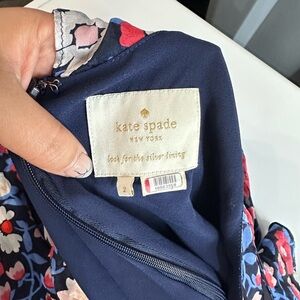 kate spade
NEW YORK
look for the silver lining
2